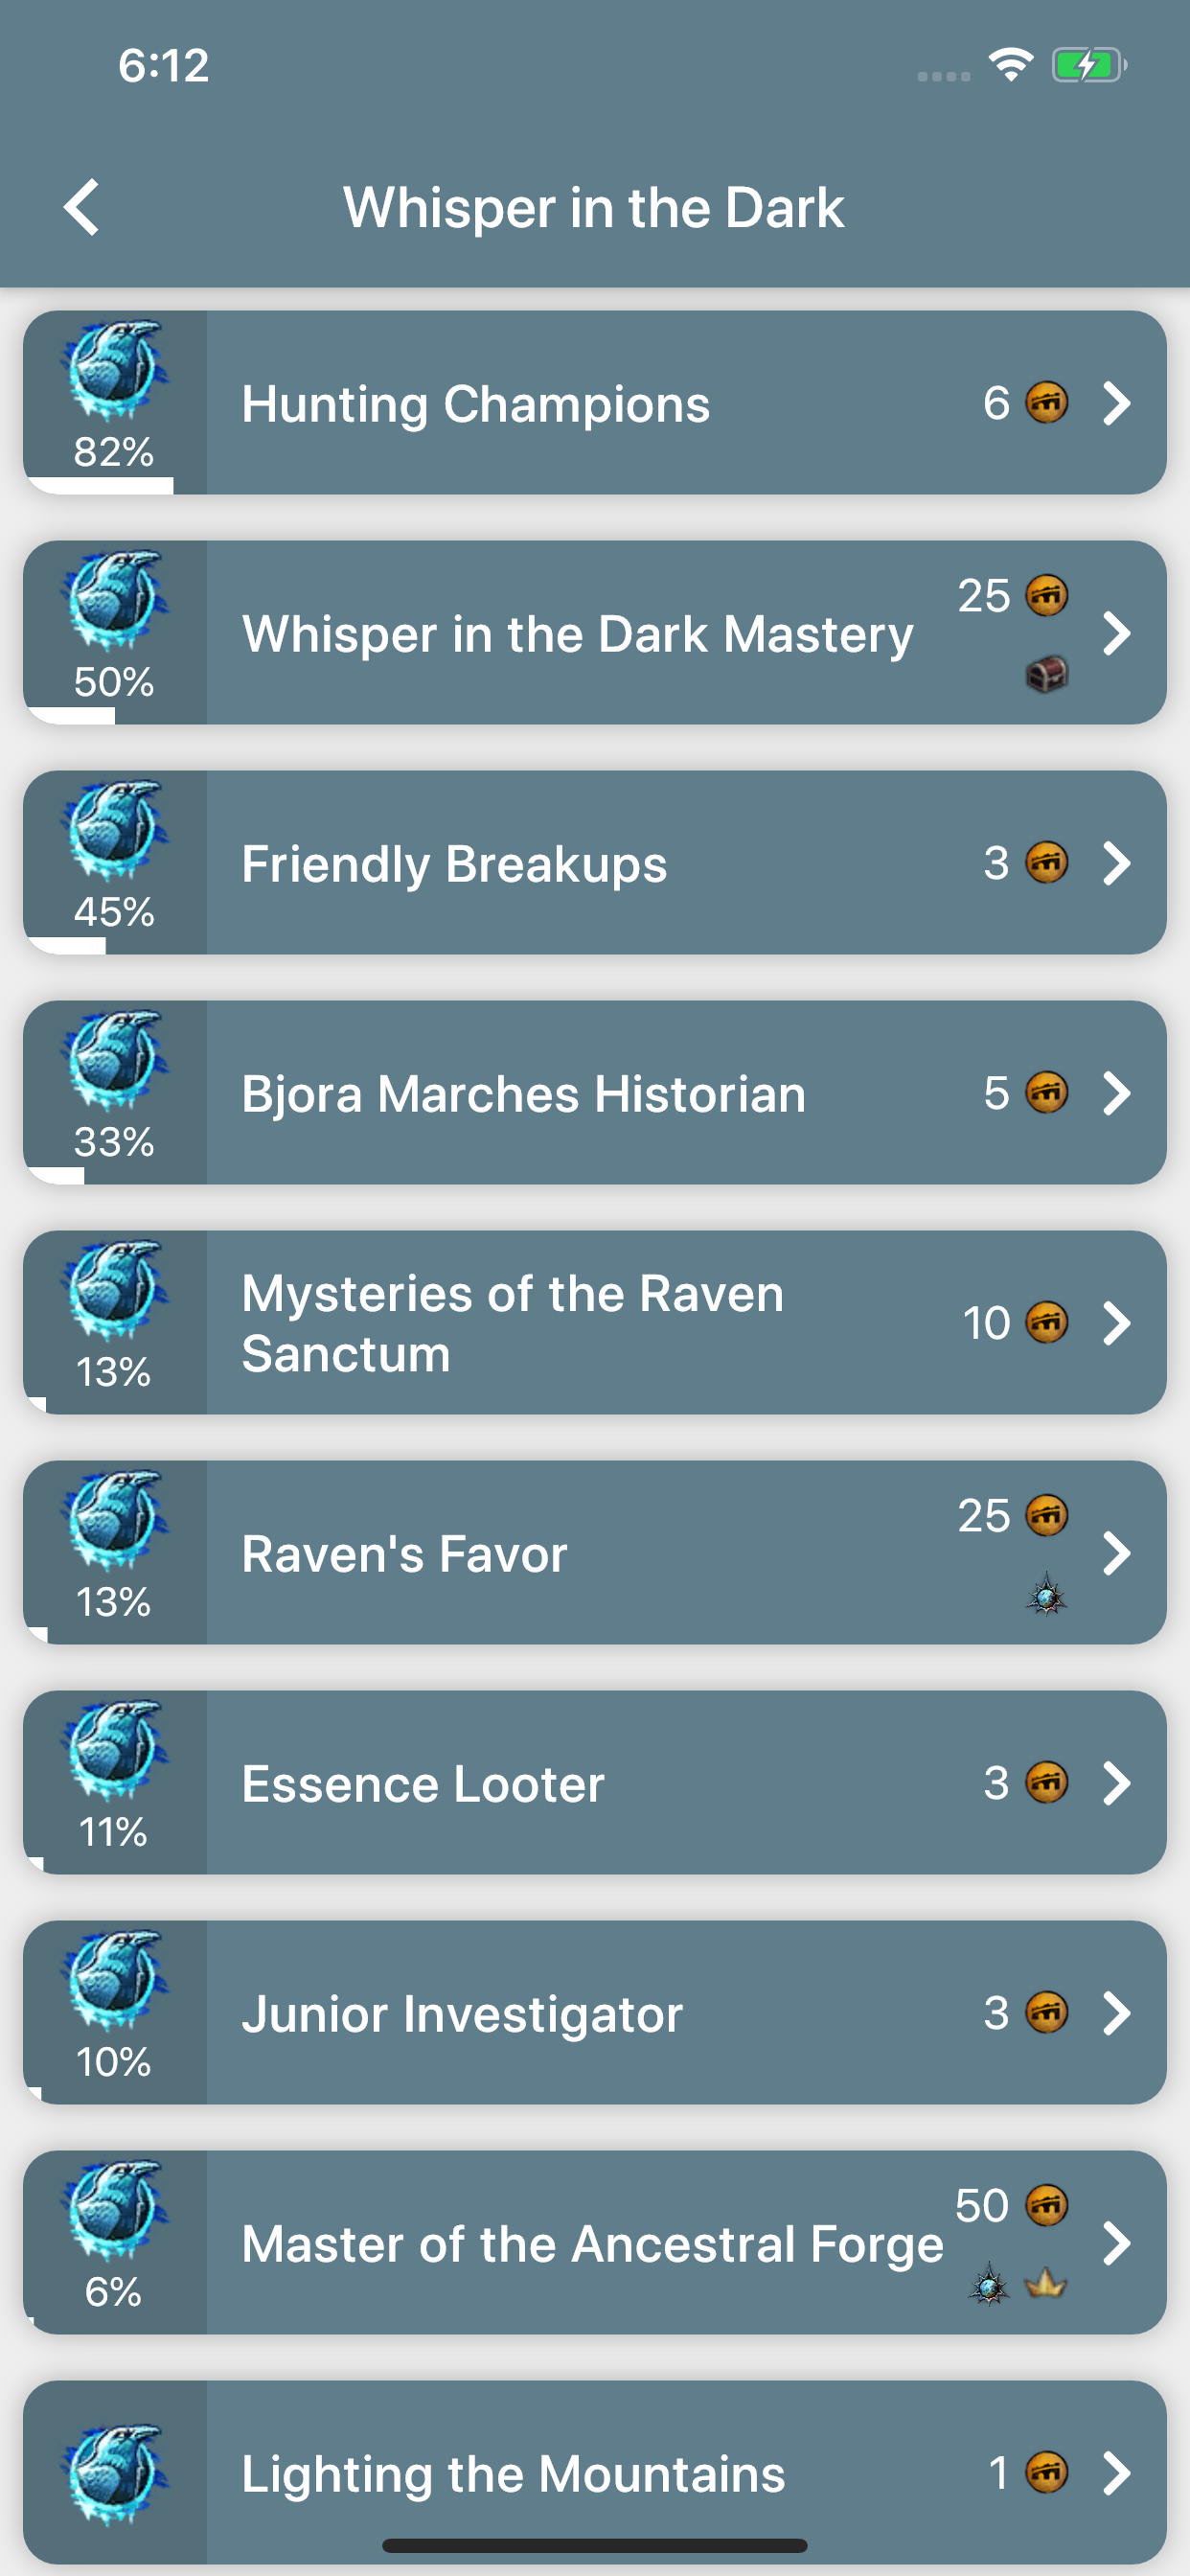 6:12
Whisper in the Dark
Hunting Champions
6
82%
Whisper in the Dark Mastery
25
50%
Friendly Breakups
3
45%
Bjora Marches Historian
5
33%
Mysteries of the Raven
Sanctum
10
13%
Raven's Favor
25
13%
Essence Looter
3
11%
Junior Investigator
3
10%
Master of the Ancestral Forge
50
6%
Lighting the Mountains
1